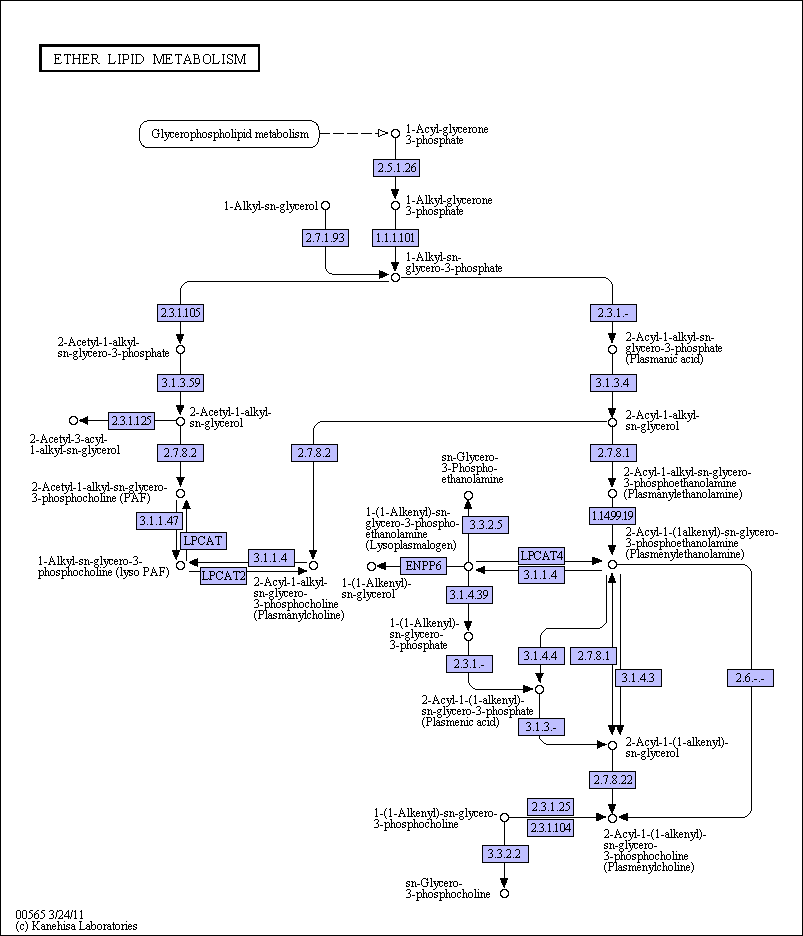 ETHER LIPID METABOLISM
Glycerophospholipid metabolism
1-Acyl-glycerone
3-phosphate
2.5.1.26
1-Alkyl-sn-glycerol
1-Alkyl-glycerone
3-phosphate
2.7.1.93
1.1.1.101
1-Alkyl-sn-
glycero-3-phosphate
2.3.1.105
2.3.1.-
2-Acetyl-1-alkyl-
sn-glycero-3-phosphate
2-Acyl-1-alkyl-sn-
glycero-3-phosphate
(Plasmanic acid)
3.1.3.59
3.1.3.4
2.3.1.125
2-Acetyl-1-alkyl-
sn-glycerol
2-Acyl-1-alkyl-
sn-glycerol
2-Acetyl-3-acyl-
1-alkyl-sn-glycerol
2.7.8.2
2.7.8.2
2.7.8.1
sn-Glycero-
3-Phospho-
ethanolamine
2-Acetyl-1-alkyl-sn-glycero-
3-phosphocholine (PAF)
2-Acyl-1-alkyl-sn-glycero-
3-phosphoethanolamine
(Plasmanylethanolamine)
3.1.1.47
LPCAT
1-(1-Alkenyl)-sn-
glycero-3-phospho-
ethanolamine
(Lysoplasmalogen)
3.3.2.5
1.14.99.19
2-Acyl-1-(1alkenyl)-sn-glycero-
3-phosphoethanolamine
(Plasmenylethanolamine)
1-Alkyl-sn-glycero-3-
phosphocholine (lyso PAF)
3.1.1.4
LPCAT2
2-Acyl-1-alkyl-
sn-glycero-
3-phosphocholine
(Plasmanylcholine)
ENPP6
LPCAT4
3.1.1.4
1-(1-Alkenyl)-
sn-glycerol
3.1.4.39
1-(1-Alkenyl)-
sn-glycero-
3-phosphate
2.3.1.-
3.1.4.4
2.7.8.1
3.1.4.3
2.6.-.-
2-Acyl-1-(1-alkenyl)-
sn-glycero-3-phosphate
(Plasmenic acid)
3.1.3.-
2-Acyl-1-(1-alkenyl)-
sn-glycerol
2.7.8.22
1-(1-Alkenyl)-sn-glycero-
3-phosphocholine
2.3.1.25
2.3.1.104
2-Acyl-1-(1-alkenyl)-
sn-glycero-
3-phosphocholine
(Plasmenylcholine)
3.3.2.2
sn-Glycero-
3-phosphocholine
00565 3/24/11
(c) Kanehisa Laboratories